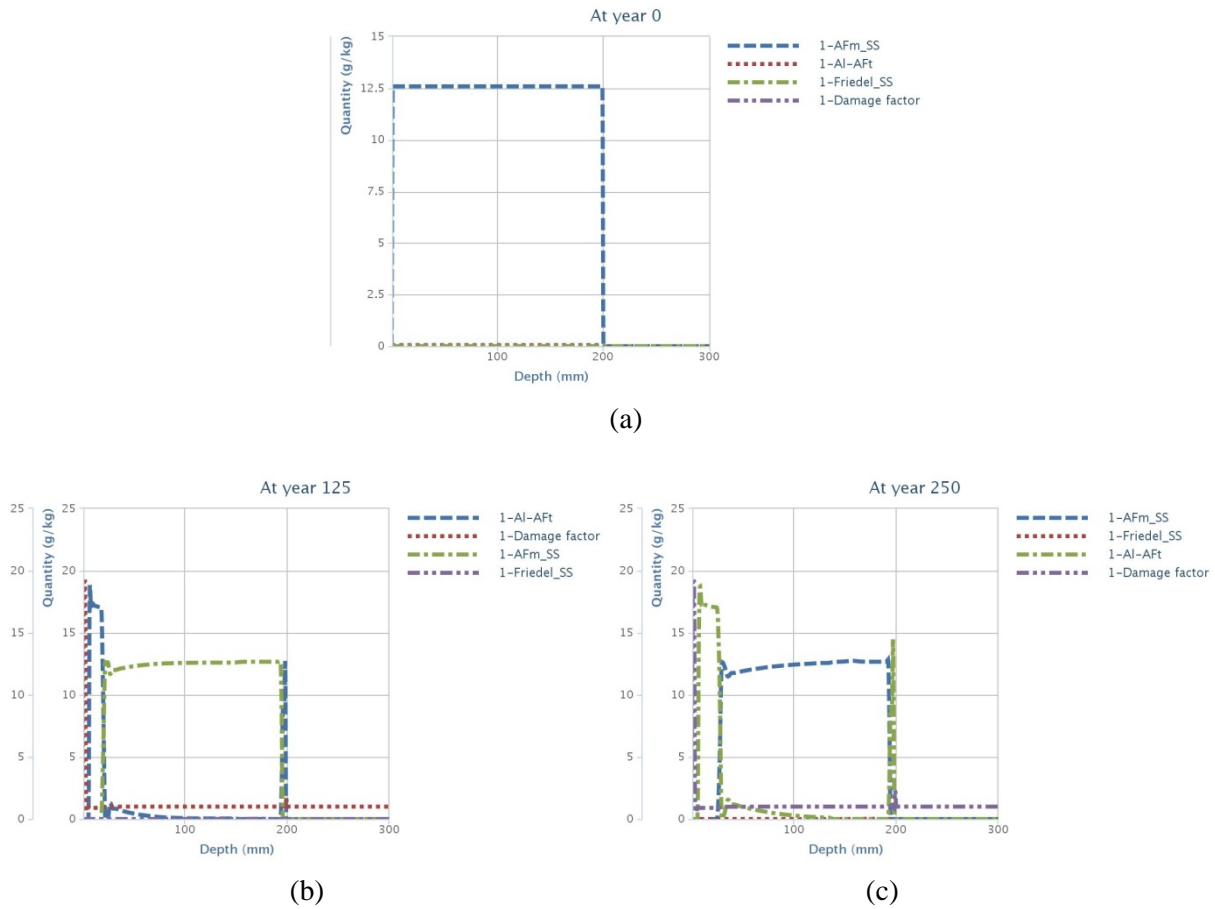 At year 0
15
12.5
10
7.5
5
2.5
0
Quantity (g/kg)
100
200
300
Depth (mm)
1-AFm_SS
1-Al-AFt
1-Friedel_SS
1-Damage factor
(a)
At year 125
25
20
15
10
5
0
25
20
15
10
5
0
Quantity (g/kg)
100
200
300
Depth (mm)
1-Al-AFt
1-Damage factor
1-AFm_SS
1-Friedel_SS
(b)
At year 250
25
20
15
10
5
0
25
20
15
10
5
0
Quantity (g/kg)
100
200
300
Depth (mm)
1-AFm_SS
1-Friedel_SS
1-Al-AFt
1-Damage factor
(c)